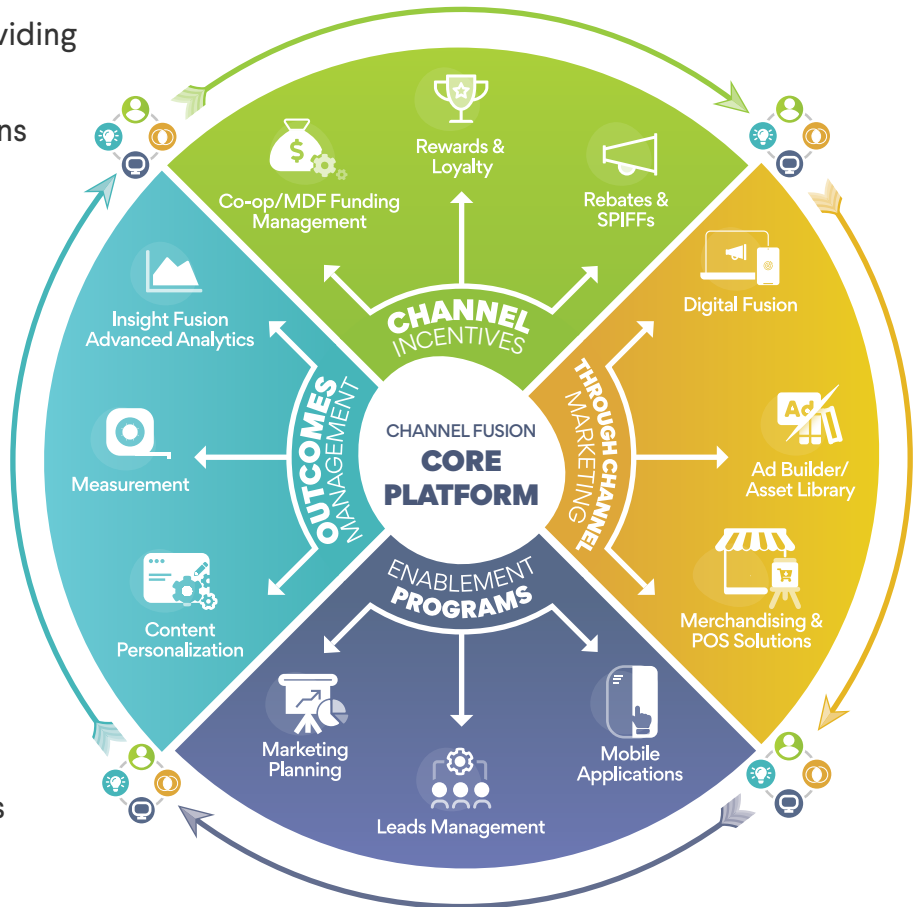 viding
ns
s
Co-op/MDF Funding
Management
Rewards &
Loyalty
Rebates &
SPIFFs
CHANNEL
INCENTIVES
Digital Fusion
Ad
Ad Builder/
Asset Library
Merchandising &
POS Solutions
THROUGH CHANNEL
MARKETING
Mobile
Applications
Leads Management
Marketing
Planning
ENABLEMENT
PROGRAMS
Content
Personalization
Measurement
Insight Fusion
Advanced Analytics
OUTCOMES
MANAGEMENT
CHANNEL FUSION
CORE
PLATFORM